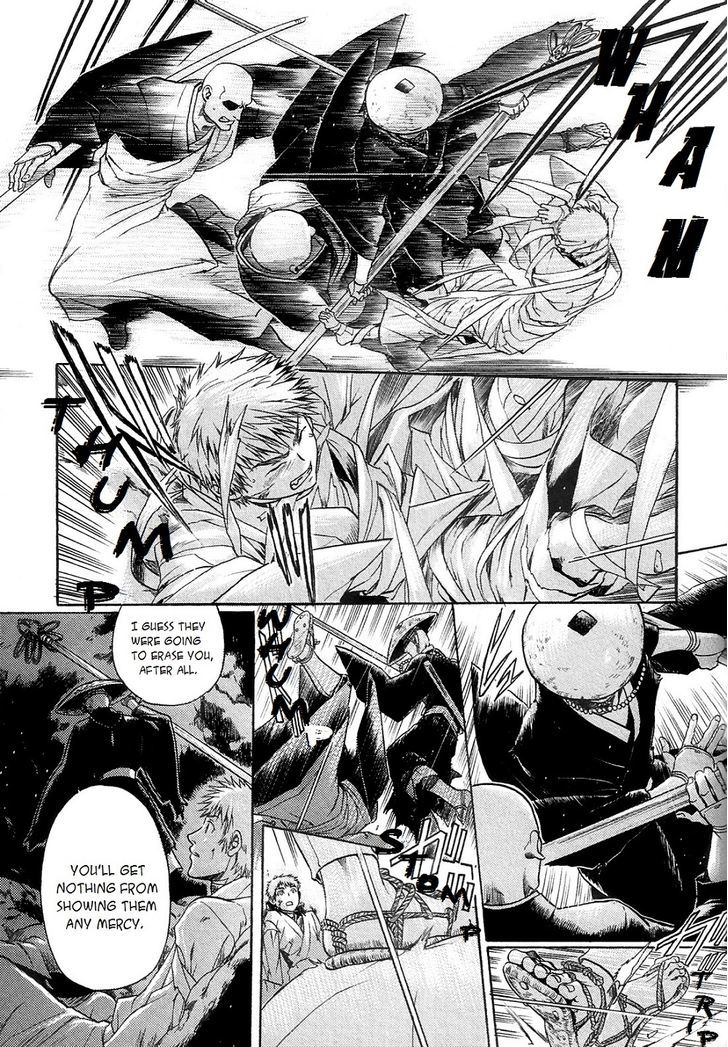 WHAM
THUMP
TRIP
WHUMP
STOMP
I GUESS THEY
WERE GOING
TO ERASE YOU,
AFTER ALL.
YOU'LL GET
NOTHING FROM
SHOWING THEM
ANY MERCY.